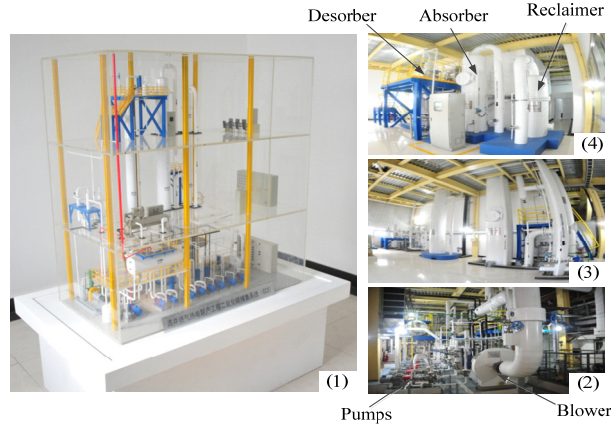 Desorber
Absorber
Reclaimer
(4)
(3)
(1)
(2)
Pumps
Blower